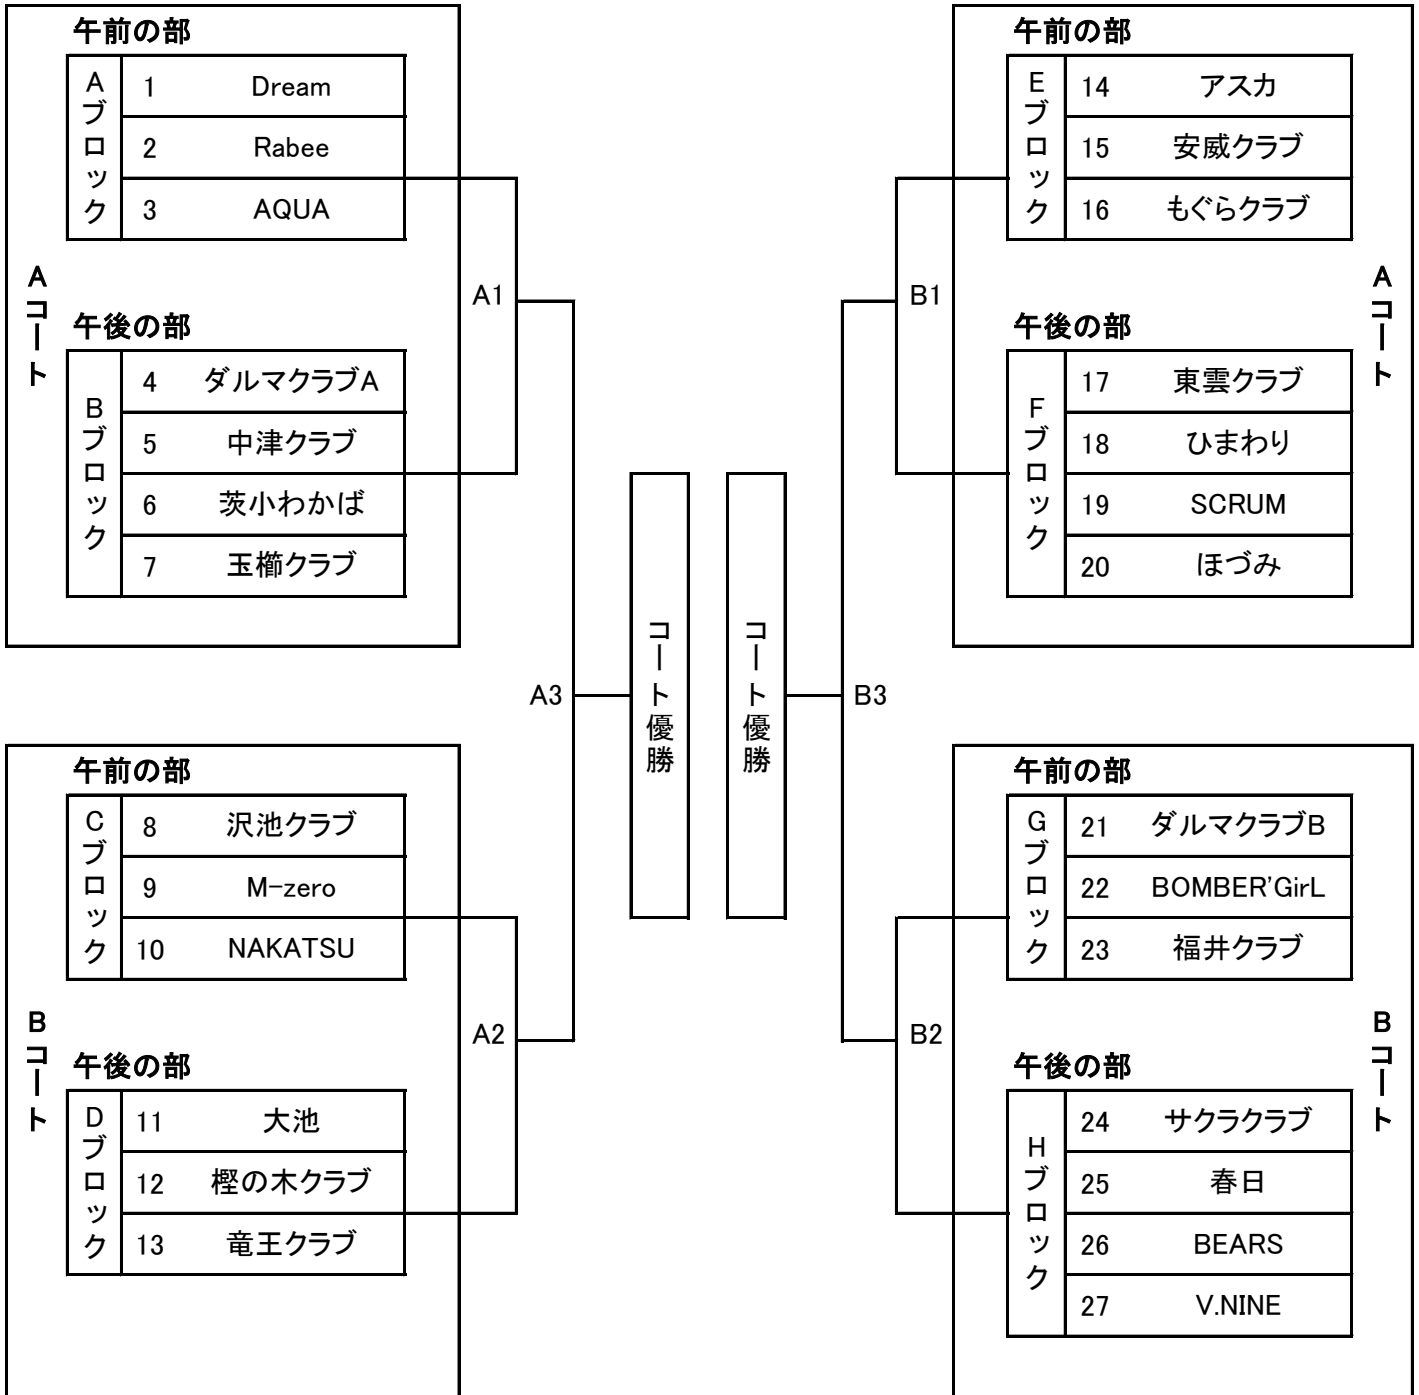 午前の部
Aブロック
1 Dream
2 Rabee
3 AQUA
Aコート
午後の部
Bブロック
4 ダルマクラブA
5 中津クラブ
6 茨小わかば
7 玉櫛クラブ
A1
午前の部
Cブロック
8 沢池クラブ
9 M-zero
10 NAKATSU
Bコート
午後の部
Dブロック
11 大池
12 樫の木クラブ
13 竜王クラブ
A2
A3
コート優勝
コート優勝
B3
午前の部
Eブロック
14 アスカ
15 安威クラブ
16 もぐらクラブ
Aコート
B1
午後の部
Fブロック
17 東雲クラブ
18 ひまわり
19 SCRUM
20 ほづみ
午前の部
Gブロック
21 ダルマクラブB
22 BOMBER'GirL
23 福井クラブ
Bコート
B2
午後の部
Hブロック
24 サクラクラブ
25 春日
26 BEARS
27 V.NINE